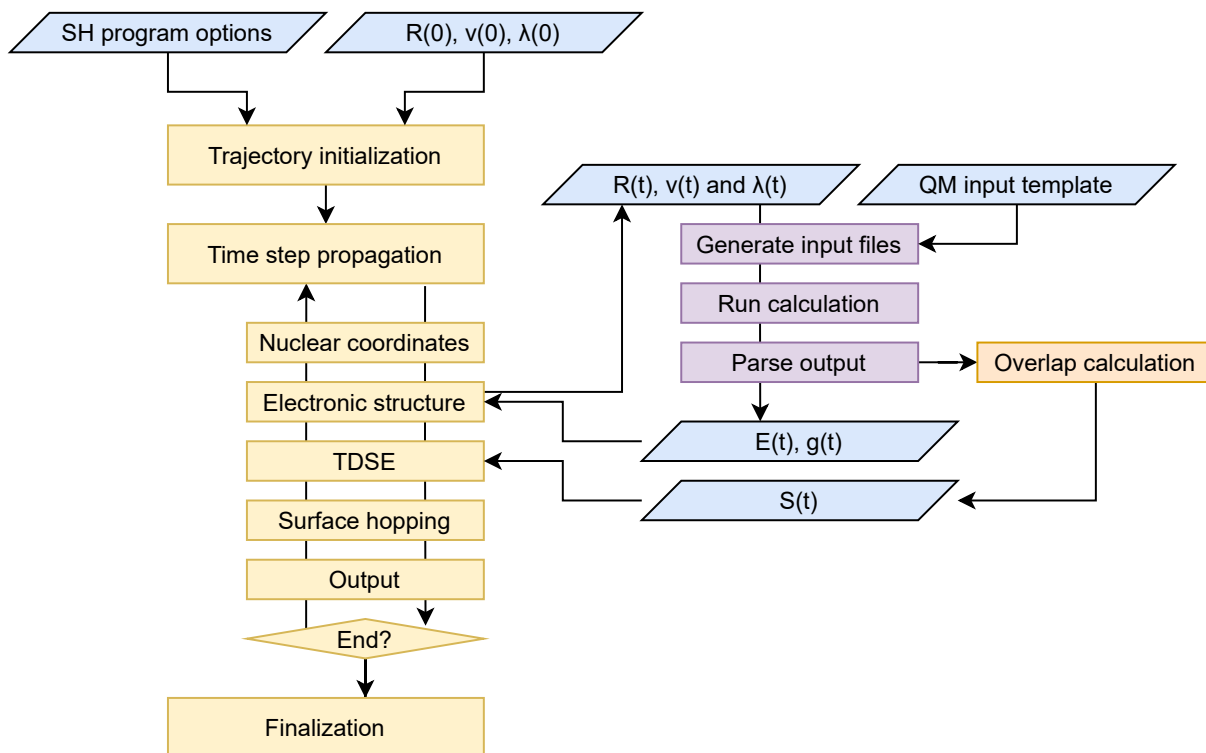 SH program options
R(0), v(0), λ(0)
Trajectory initialization
R(t), v(t) and λ(t)
QM input template
Time step propagation
Generate input files
Run calculation
Nuclear coordinates
Parse output
Overlap calculation
Electronic structure
E(t), g(t)
TDSE
S(t)
Surface hopping
Output
End?
Finalization